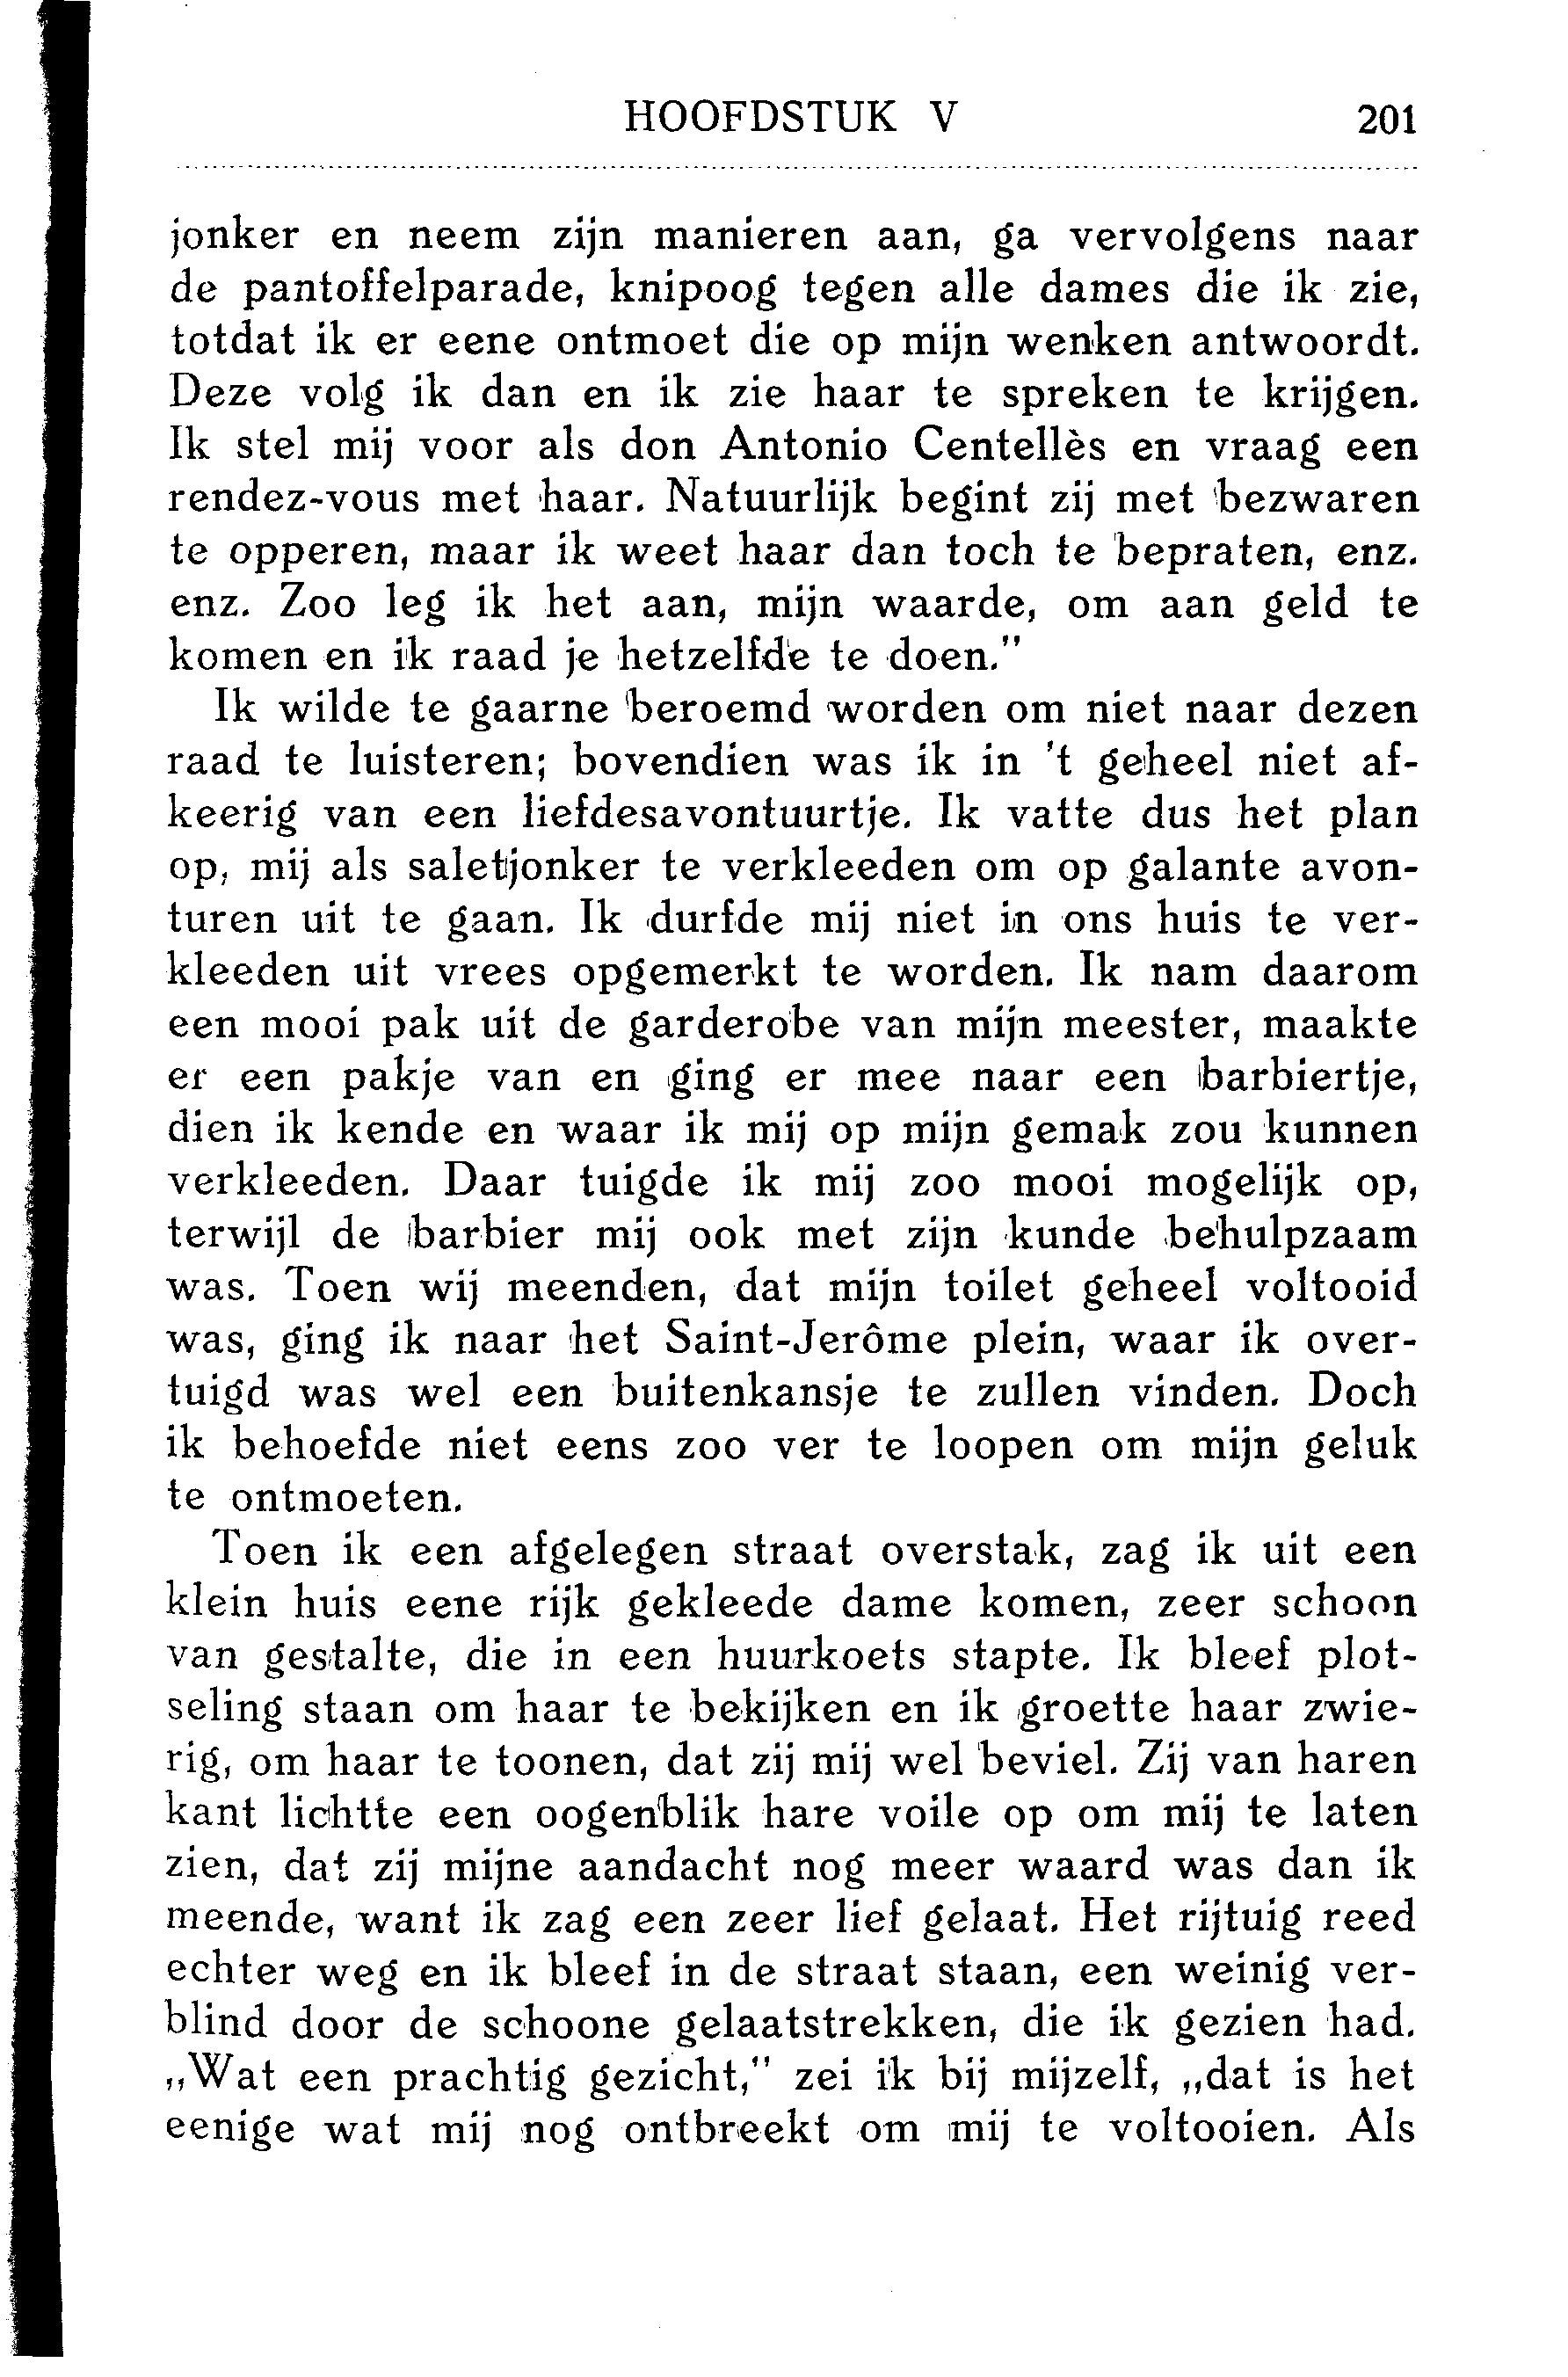 HOOFDSTUK V 201
jonker en neem zijn manieren aan, ga vervolgens naar
de pantoffelparade, knipoog tegen alle dames die ik zie,
totdat ik er eene ontmoet die op mijn wenken antwoordt.
Deze volg ik dan en ik zie haar te spreken te krijgen.
Ik stel mij voor als don Antonio Centellès en vraag een
rendez-vous met haar. Natuurlijk begint zij met bezwaren
te opperen, maar ik weet haar dan toch te bepraten, enz.
enz. Zoo leg ik het aan, mijn waarde, om aan geld te
komen en ik raad je hetzelfde te doen."
Ik wilde te gaarne beroemd worden om niet naar dezen
raad te luisteren; bovendien was ik in 't geheel niet af-
keerig van een liefdesavontuurtje. Ik vatte dus het plan
op, mij als saletjonker te verkleeden om op galante avon-
turen uit te gaan. Ik durfde mij niet in ons huis te ver-
kleeden uit vrees opgemerkt te worden. Ik nam daarom
een mooi pak uit de garderobe van mijn meester, maakte
er een pakje van en ging er mee naar een barbiertje,
dien ik kende en waar ik mij op mijn gemak zou kunnen
verkleeden. Daar tuigde ik mij zoo mooi mogelijk op,
terwijl de barbier mij ook met zijn kunde behulpzaam
was. Toen wij meenden, dat mijn toilet geheel voltooid
was, ging ik naar het Saint-Jerôme plein, waar ik over-
tuigd was wel een buitenkansje te zullen vinden. Doch
ik behoefde niet eens zoo ver te loopen om mijn geluk
te ontmoeten.
Toen ik een afgelegen straat overstak, zag ik uit een
klein huis eene rijk gekleede dame komen, zeer schoon
van gestalte, die in een huurkoets stapte. Ik bleef plot-
seling staan om haar te bekijken en ik groette haar zwie-
rig, om haar te toonen, dat zij mij wel beviel. Zij van haren
kant lichtte een oogenblik hare voile op om mij te laten
zien, dat zij mijne aandacht nog meer waard was dan ik
meende, want ik zag een zeer lief gelaat. Het rijtuig reed
echter weg en ik bleef in de straat staan, een weinig ver-
blind door de schoone gelaatstrekken, die ik gezien had.
„Wat een prachtig gezicht," zei ik bij mijzelf, „dat is het
eenige wat mij nog ontbreekt om mij te voltooien. Als